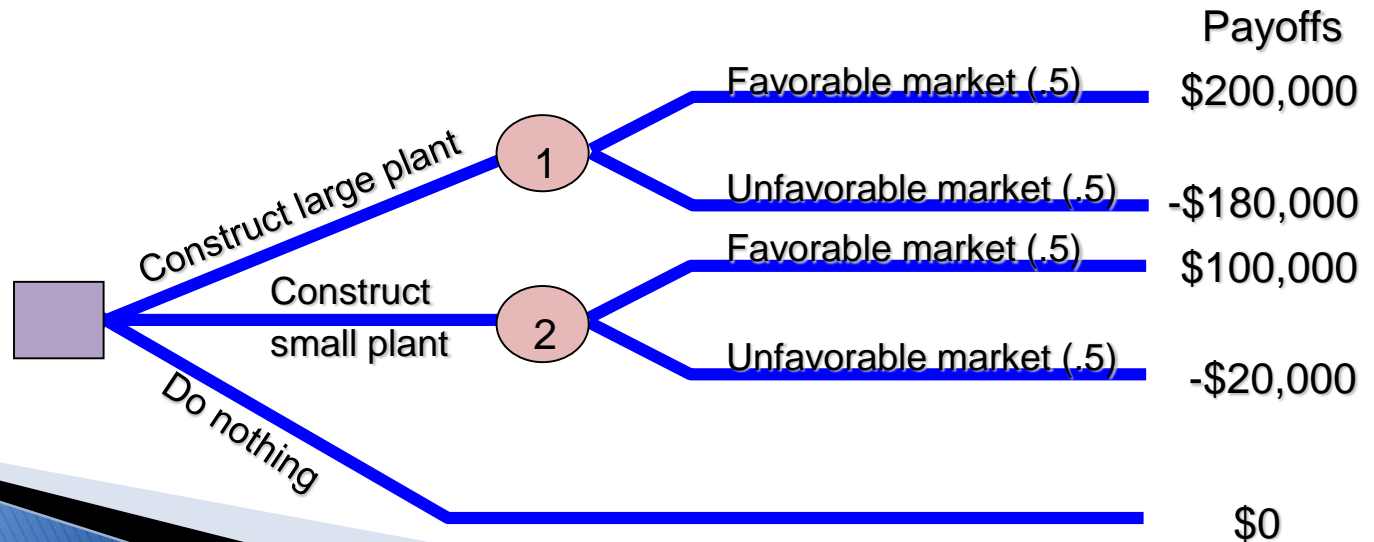 Payoffs
Favorable market (.5)
$200,000
Construct large plant
1
Unfavorable market (.5)
-$180,000
Favorable market (.5)
$100,000
Construct
small plant
2
Unfavorable market (.5)
-$20,000
Do nothing
$0